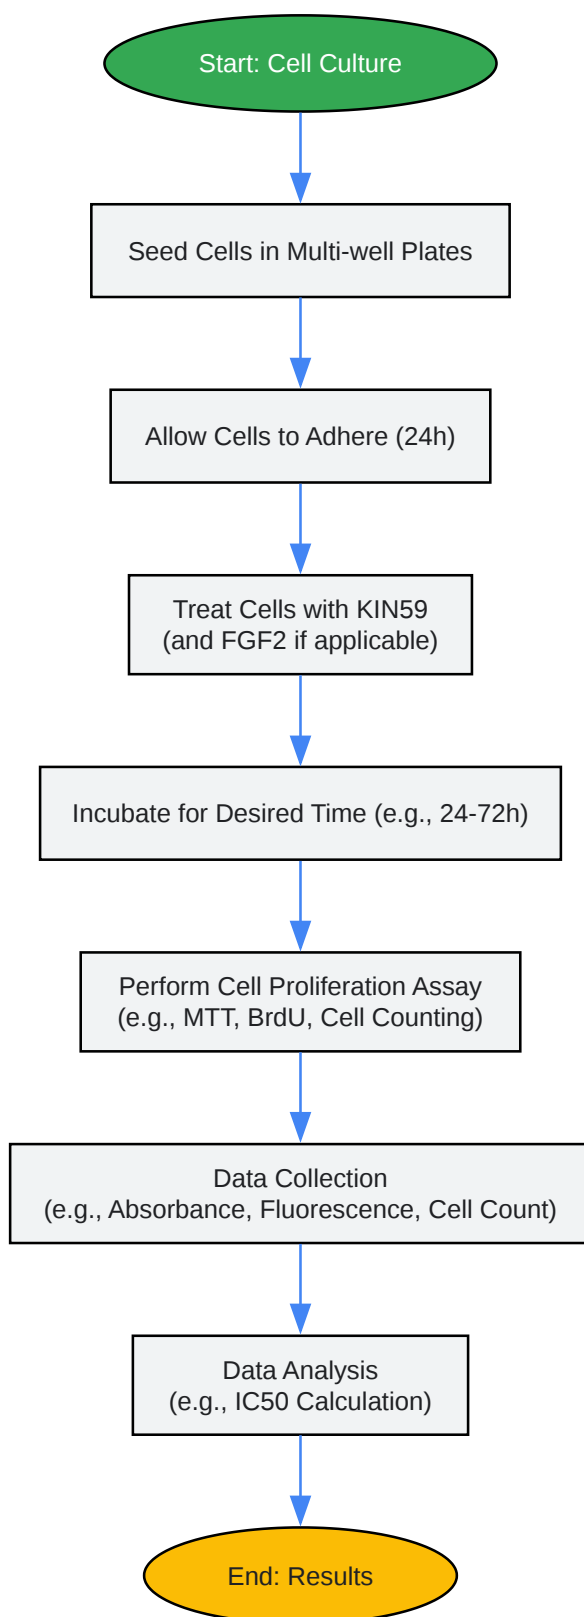 Start: Cell Culture
Seed Cells in Multi-well Plates
Allow Cells to Adhere (24h)
Treat Cells with KIN59
(and FGF2 if applicable)
Incubate for Desired Time (e.g., 24-72h)
Perform Cell Proliferation Assay
(e.g., MTT, BrdU, Cell Counting)
Data Collection
(e.g., Absorbance, Fluorescence, Cell Count)
Data Analysis
(e.g., IC50 Calculation)
End: Results